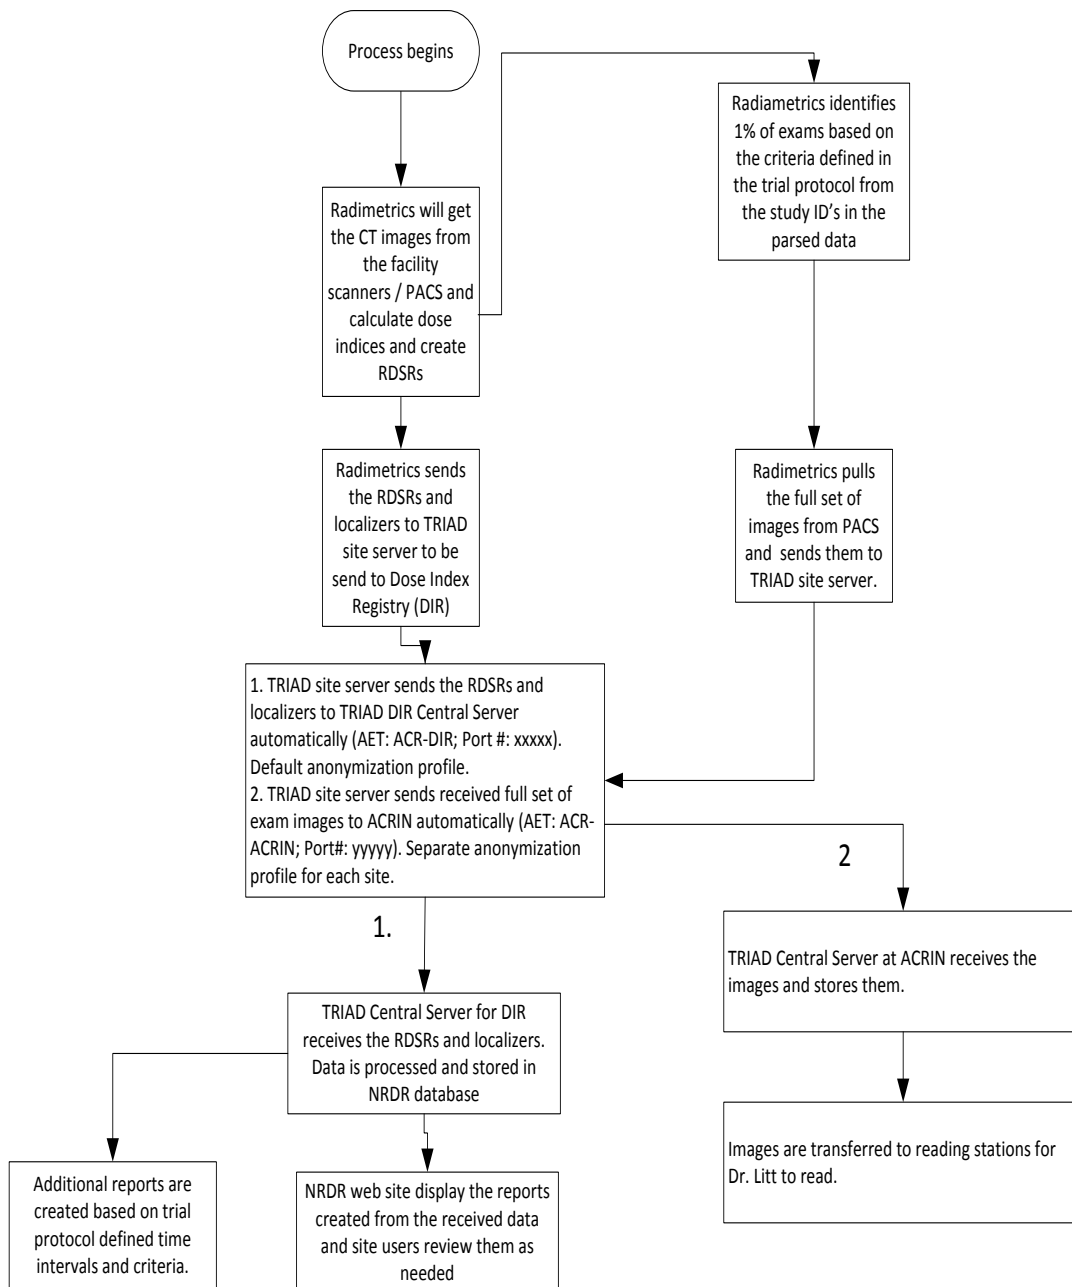 Process begins
Radiametrics identifies
1% of exams based on
the criteria defined in
the trial protocol from
the study ID's in the
parsed data
Radimetrics will get
the CT images from
the facility
scanners / PACS and
calculate dose
indices and create
RDSRs
Radimetrics sends
the RDSRs and
localizers to TRIAD
site server to be
send to Dose Index
Registry (DIR)
Radimetrics pulls
the full set of
images from PACS
and sends them to
TRIAD site server.
1. TRIAD site server sends the RDSRs and
localizers to TRIAD DIR Central Server
automatically (AET: ACR-DIR; Port #: xxxxx).
Default anonymization profile.
2. TRIAD site server sends received full set of
exam images to ACRIN automatically (AET: ACR-
ACRIN; Port#: yyyyy). Separate anonymization
profile for each site.
2
1.
TRIAD Central Server at ACRIN receives the
images and stores them.
TRIAD Central Server for DIR
receives the RDSRs and localizers.
Data is processed and stored in
NRDR database
Images are transferred to reading stations for
Dr. Litt to read.
Additional reports are
created based on trial
protocol defined time
intervals and criteria.
NRDR web site display the reports
created from the received data
and site users review them as
needed